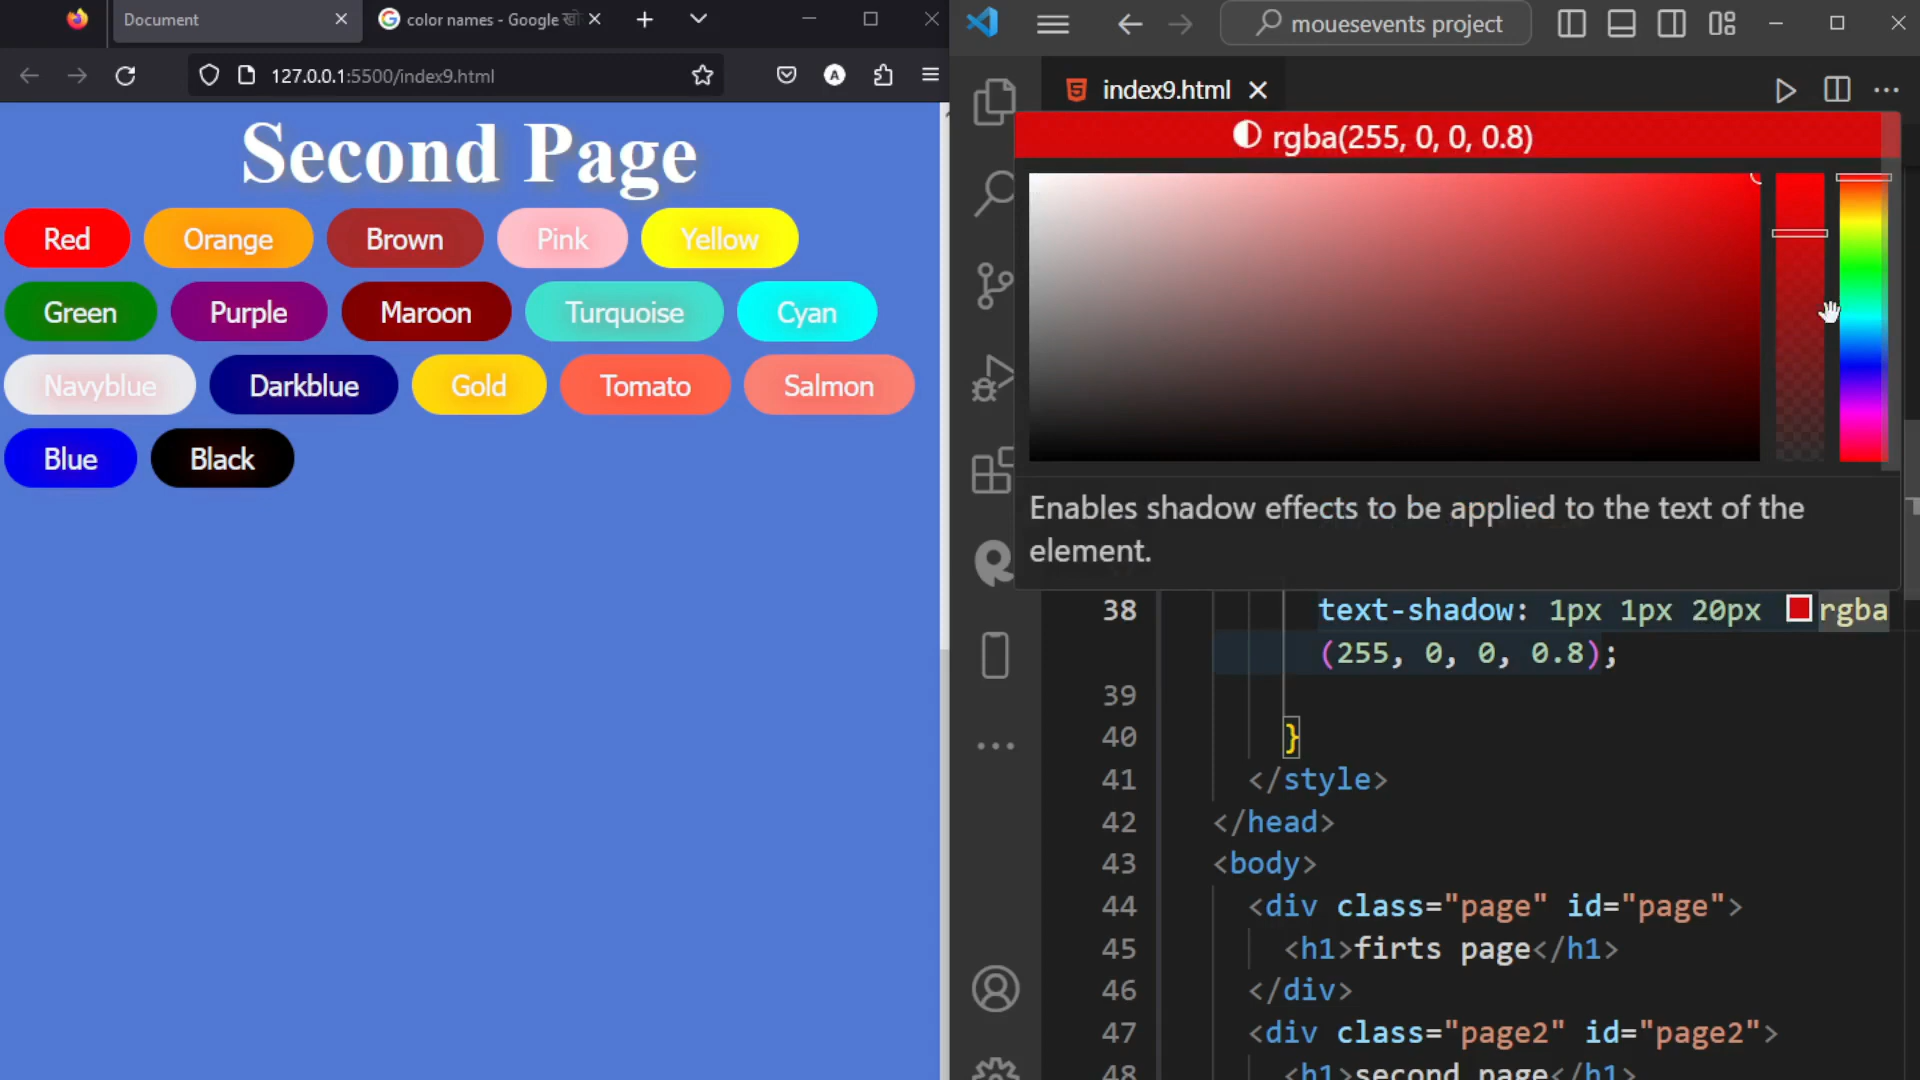 Document
color names - Google खो
127.0.0.1:5500/index9.html
A
Second Page
Red
Orange
Brown
Pink
Yellow
Green
Purple
Maroon
Turquoise
Cyan
Navyblue
Darkblue
Gold
Tomato
Salmon
Blue
Black
mouesevents project
index9.html
rgba(255, 0, 0, 0.8)
Enables shadow effects to be applied to the text of the
element.
38 text-shadow: 1px 1px 20px rgba
(255, 0, 0, 0.8);
39
40 }
41 </style>
42 </head>
43 <body>
44 <div class="page" id="page">
45 <h1>firts page</h1>
46 </div>
47 <div class="page2" id="page2">
48 <h1>second page</h1>